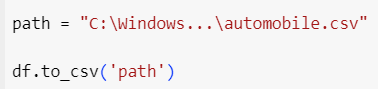 path = "C:\Windows...\automobile.csv"
df.to_csv('path')